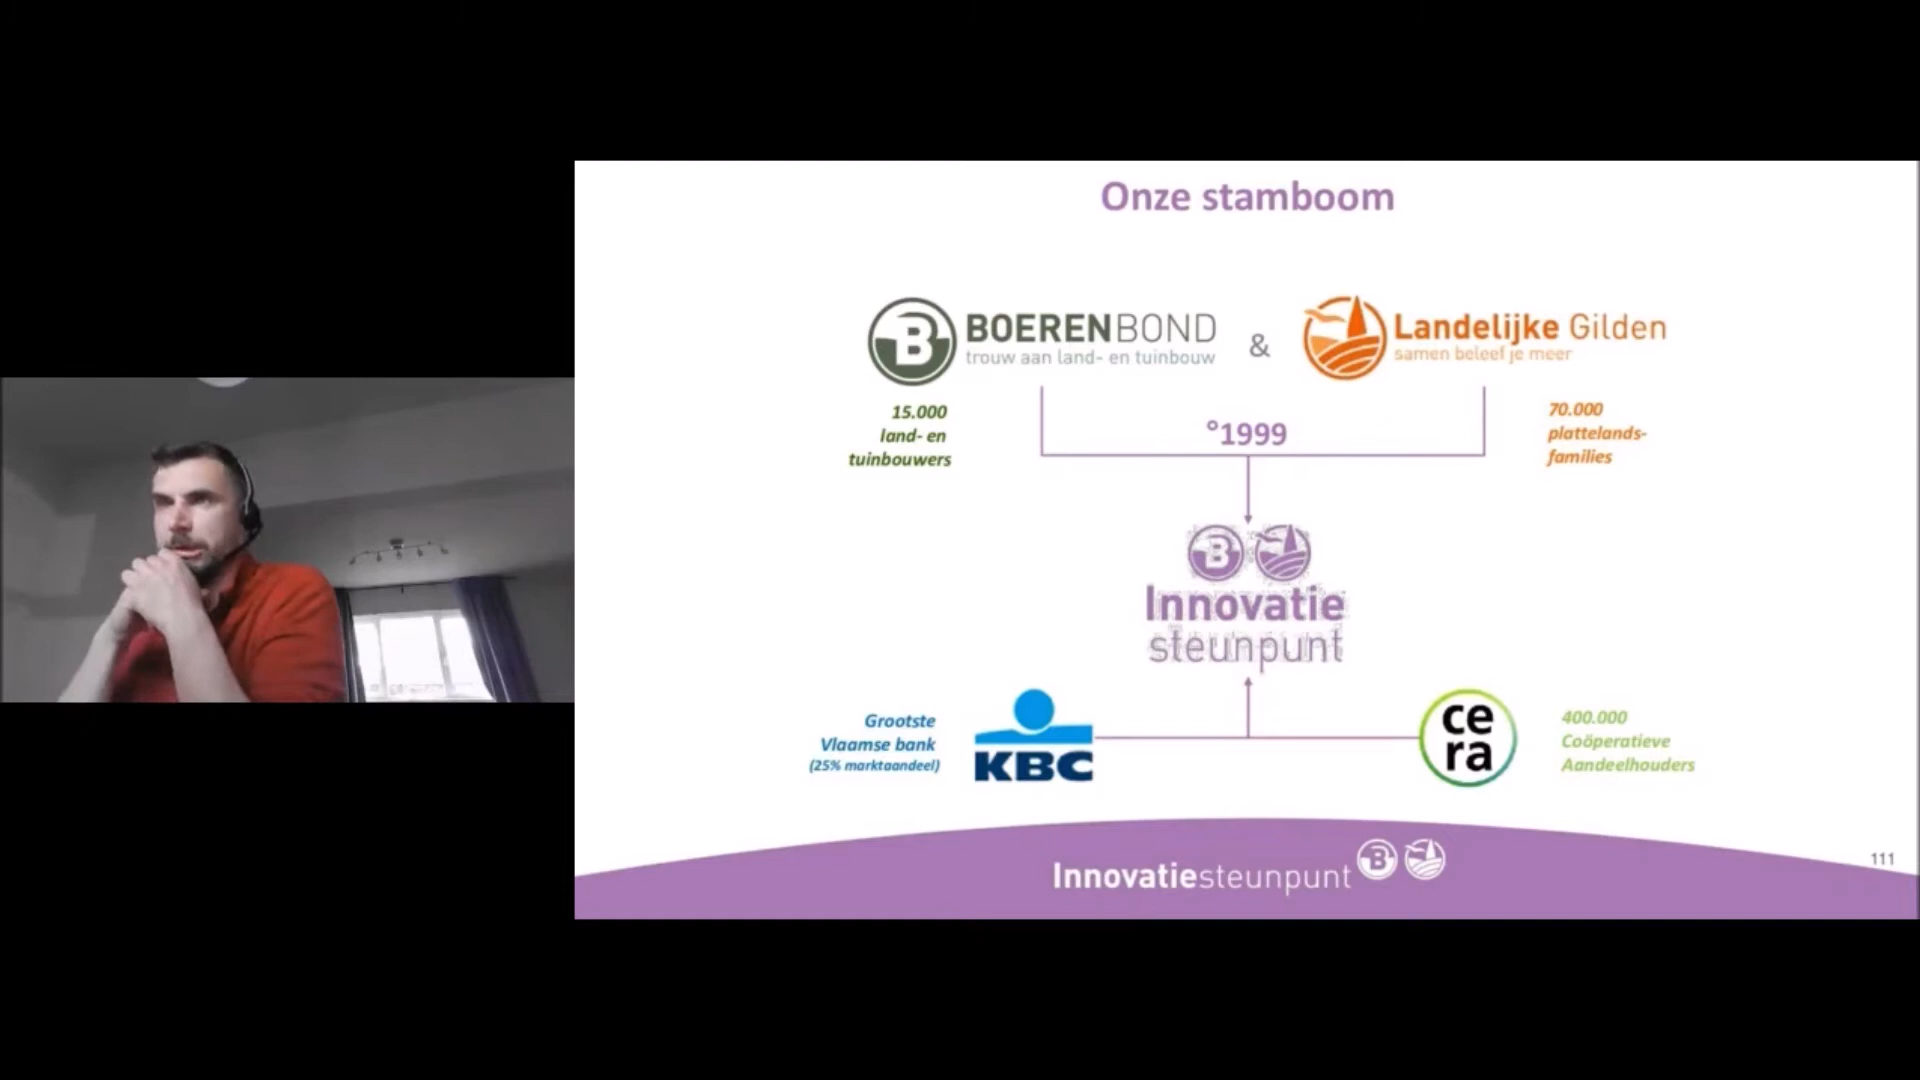 Onze stamboom
BOERENBOND
trouw aan land- en tuinbouw
&
Landelijke Gilden
samen beleef je meer
15.000
land- en
tuinbouwers
°1999
70.000
plattelands-
families
B
Innovatie
steunpunt
Grootste
Vlaamse bank
(25% marktaandeel)
KBC
ce
ra
400.000
Coöperatieve
Aandeelhouders
Innovatiesteunpunt
111